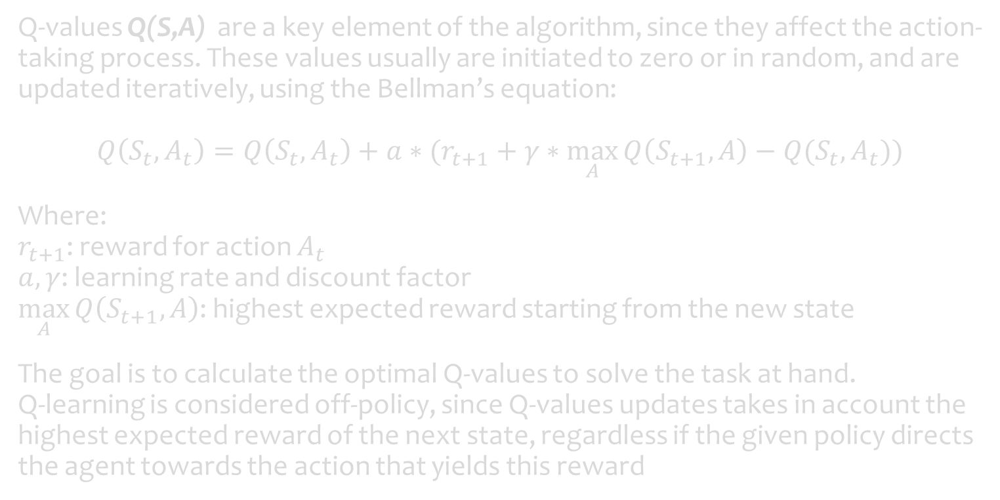 Q-values Q(S,A) are a key element of the algorithm, since they affect the action-
taking process. These values usually are initiated to zero or in random, and are
updated iteratively, using the Bellman’s equation:
Q(S_t, A_t) = Q(S_t, A_t) + a * (r_{t+1} + γ * max_A Q(S_{t+1}, A) − Q(S_t, A_t))
Where:
r_{t+1}: reward for action A_t
a, γ: learning rate and discount factor
max_A Q(S_{t+1}, A): highest expected reward starting from the new state
The goal is to calculate the optimal Q-values to solve the task at hand.
Q-learning is considered off-policy, since Q-values updates takes in account the
highest expected reward of the next state, regardless if the given policy directs
the agent towards the action that yields this reward